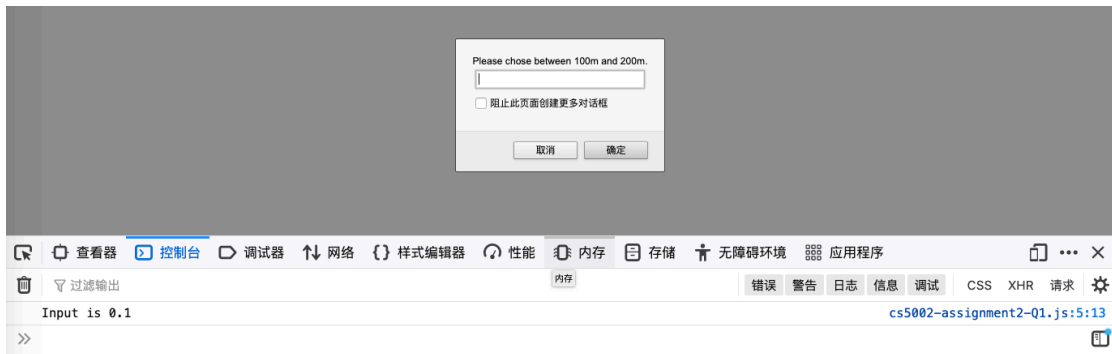 Please chose between 100m and 200m.
阻止此页面创建更多对话框
取消 确定
查看器 控制台 调试器 网络 {} 样式编辑器 性能 内存 存储 无障碍环境 应用程序
过滤输出 内存 错误 警告 日志 信息 调试 CSS XHR 请求
Input is 0.1 cs5002-assignment2-Q1.js:5:13